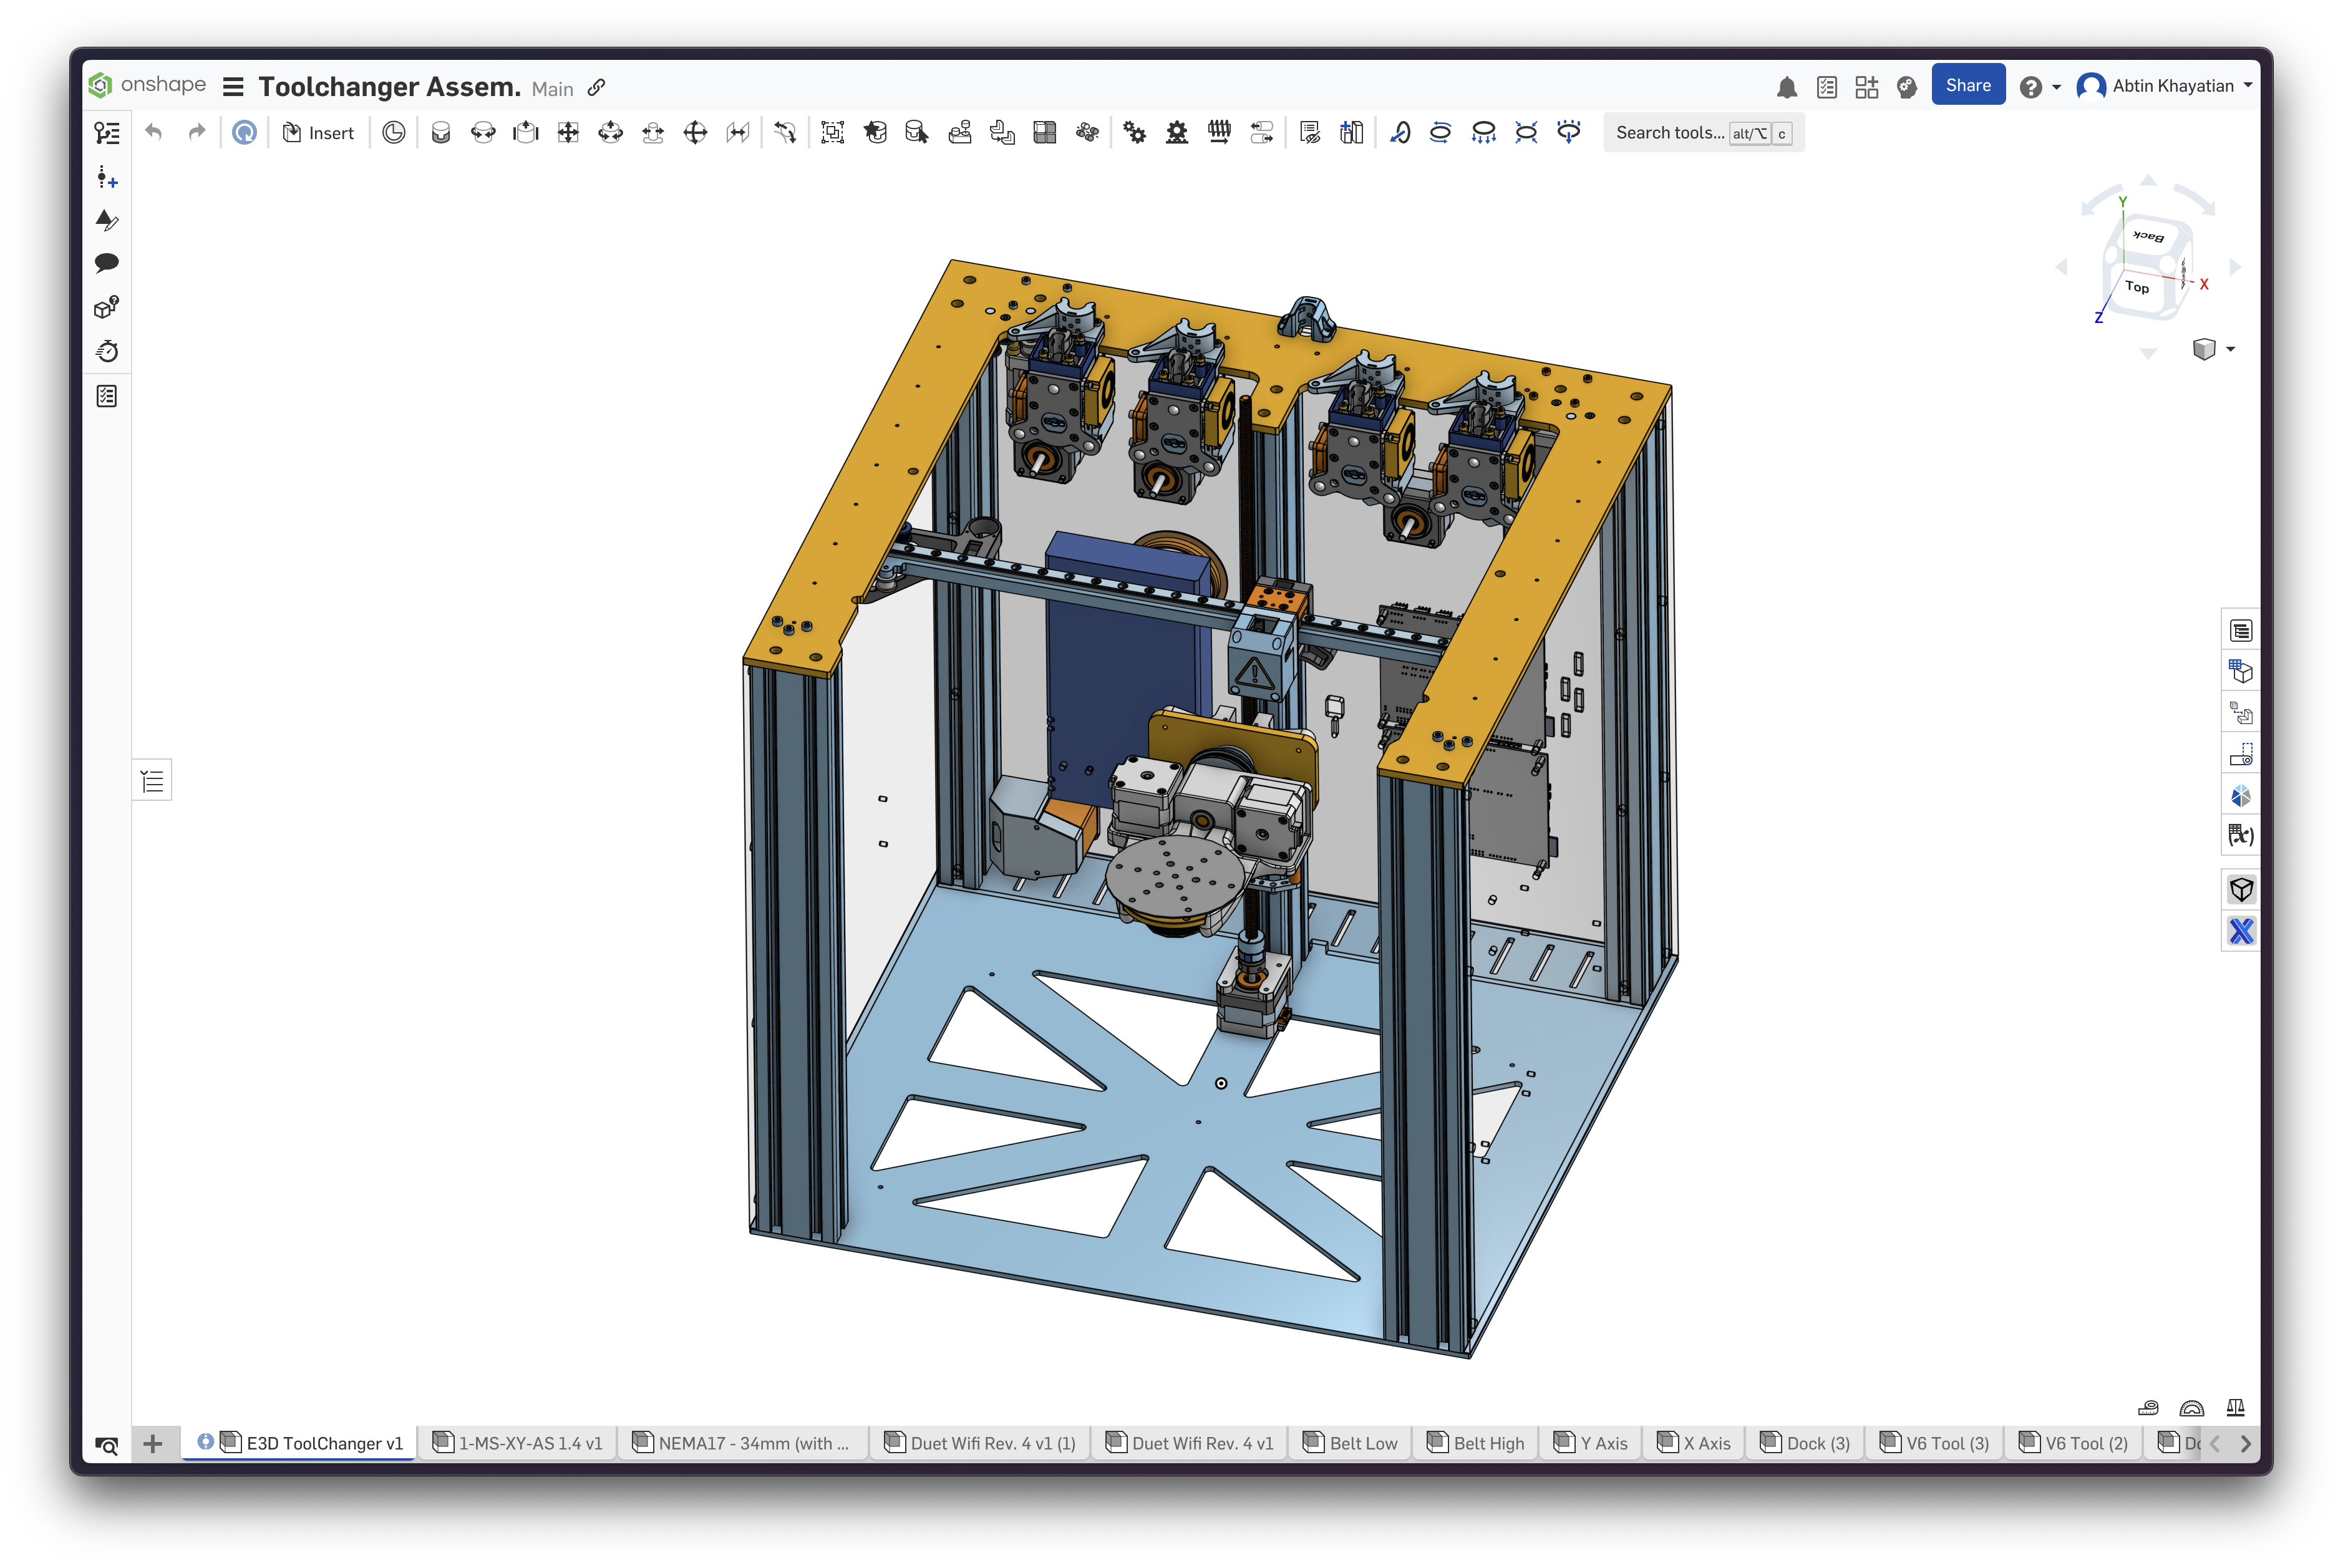 onshape
Toolchanger Assem. Main
Share
Abtin Khayatian
Insert
Search tools... alt/⌥ c
Y
Back
Top
X
Z
(x)
E3D ToolChanger v1
1-MS-XY-AS 1.4 v1
NEMA17 - 34mm (with ...
Duet Wifi Rev. 4 v1 (1)
Duet Wifi Rev. 4 v1
Belt Low
Belt High
Y Axis
X Axis
Dock (3)
V6 Tool (3)
V6 Tool (2)